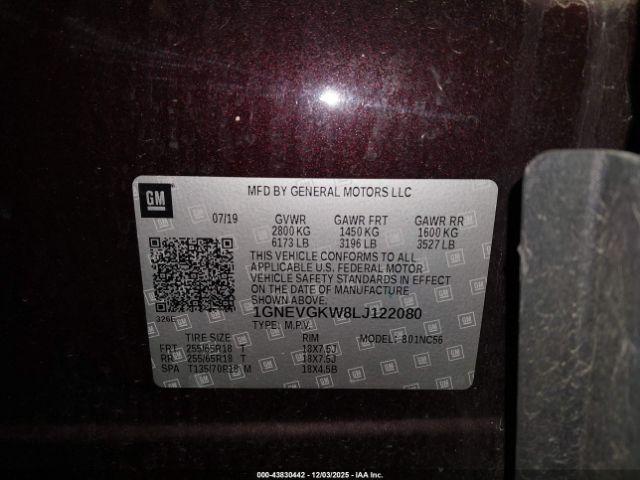 GM
MFD BY GENERAL MOTORS LLC
07/19 GVWR GAWR FRT GAWR RR
2800 KG 1450 KG 1600 KG
6173 LB 3196 LB 3527 LB
THIS VEHICLE CONFORMS TO ALL
APPLICABLE U.S. FEDERAL MOTOR
VEHICLE SAFETY STANDARDS IN EFFECT
ON THE DATE OF MANUFACTURE
SHOWN ABOVE.
326E
1GNEVGKW8LJ122080
TYPE: M.P.V. MODEL: 801NC56
TIRE SIZE RIM
FRT 255/65R18 T 18X7.5J
RR 255/65R18 T 18X7.5J
SPA T135/70R18 M 18X4.5B
000-43830442 - 12/03/2025 - IAA Inc.